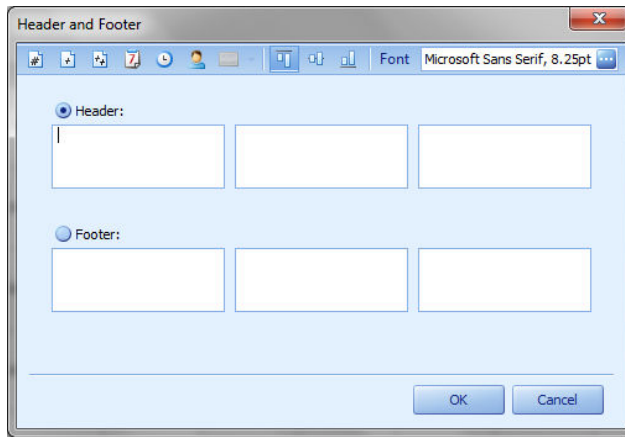 Header and Footer
Font Microsoft Sans Serif, 8.25pt
Header:
Footer:
OK Cancel